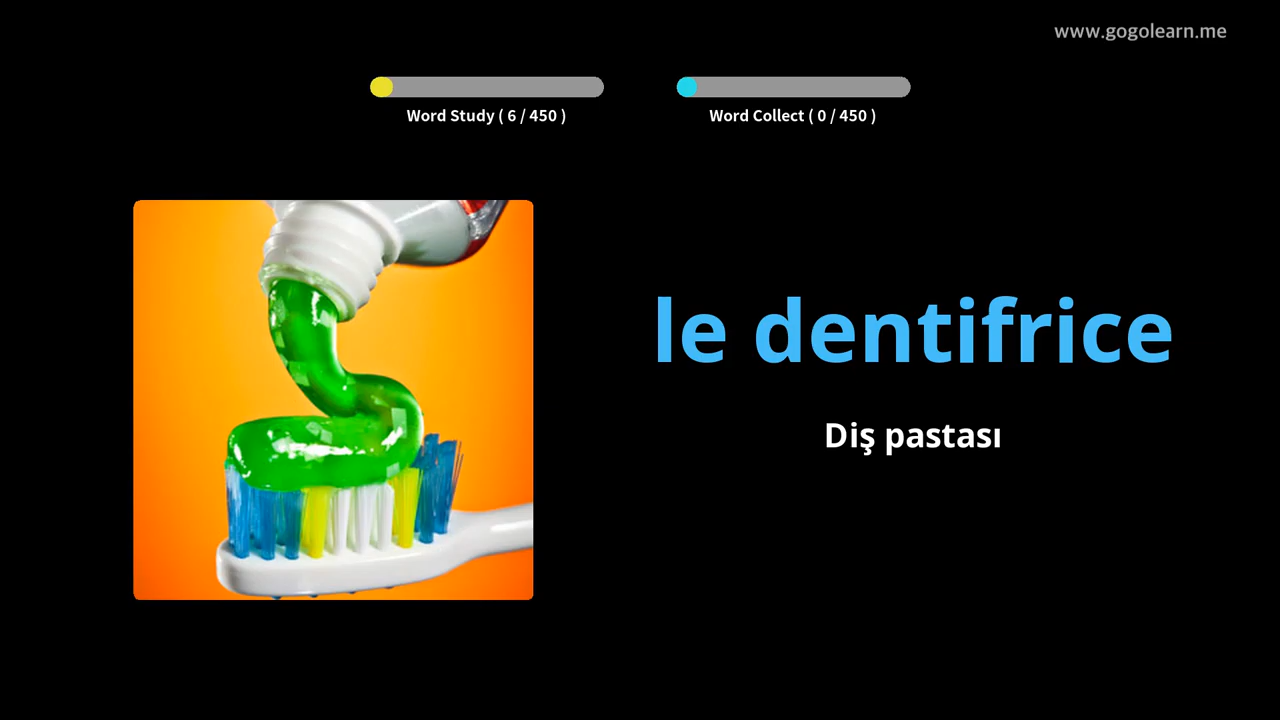 www.gogolearn.me
Word Study ( 6 / 450 )
Word Collect ( 0 / 450 )
le dentifrice
Diş pastası